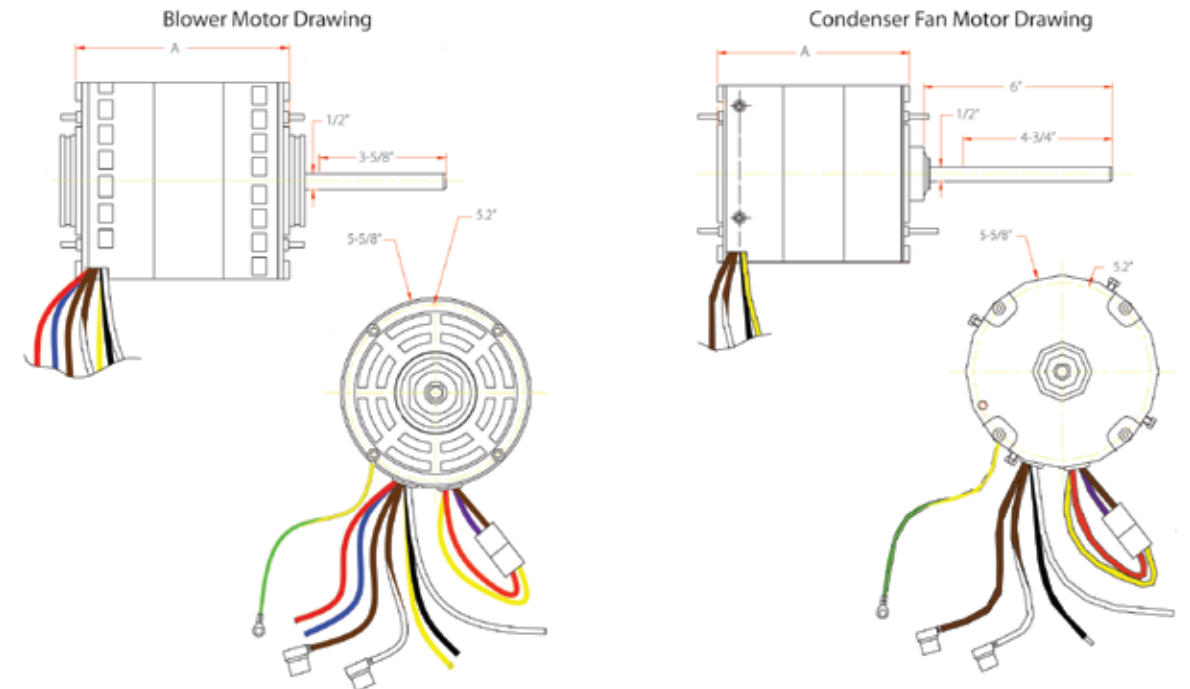 Blower Motor Drawing
A
1/2"
3-5/8"
5.2"
5-5/8"
Condenser Fan Motor Drawing
A
6"
1/2"
4-3/4"
5-5/8"
5.2"